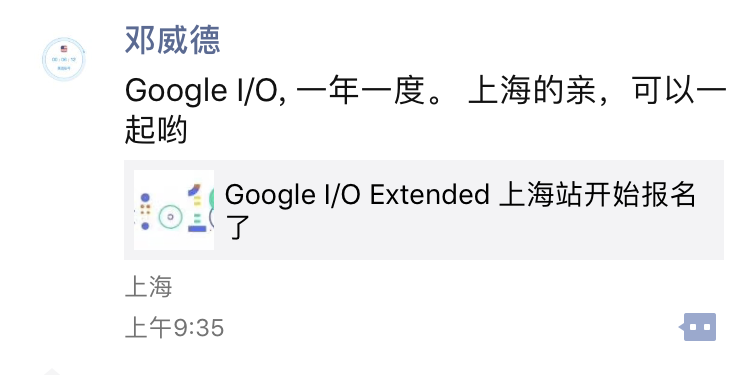 邓威德
Google I/O, 一年一度。 上海的亲，可以一
起哟
Google I/O Extended 上海站开始报名
了
上海
上午9:35